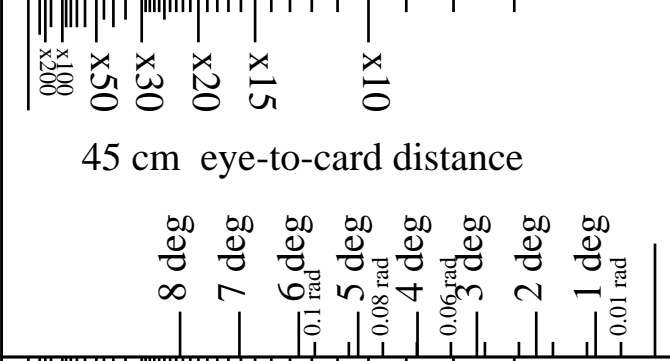 x200 x100 x50 x30 x20 x15 x10
45 cm eye-to-card distance
8 deg 7 deg 6 deg 0.1 rad 5 deg 0.08 rad 4 deg 0.06 rad 3 deg 2 deg 1 deg 0.01 rad